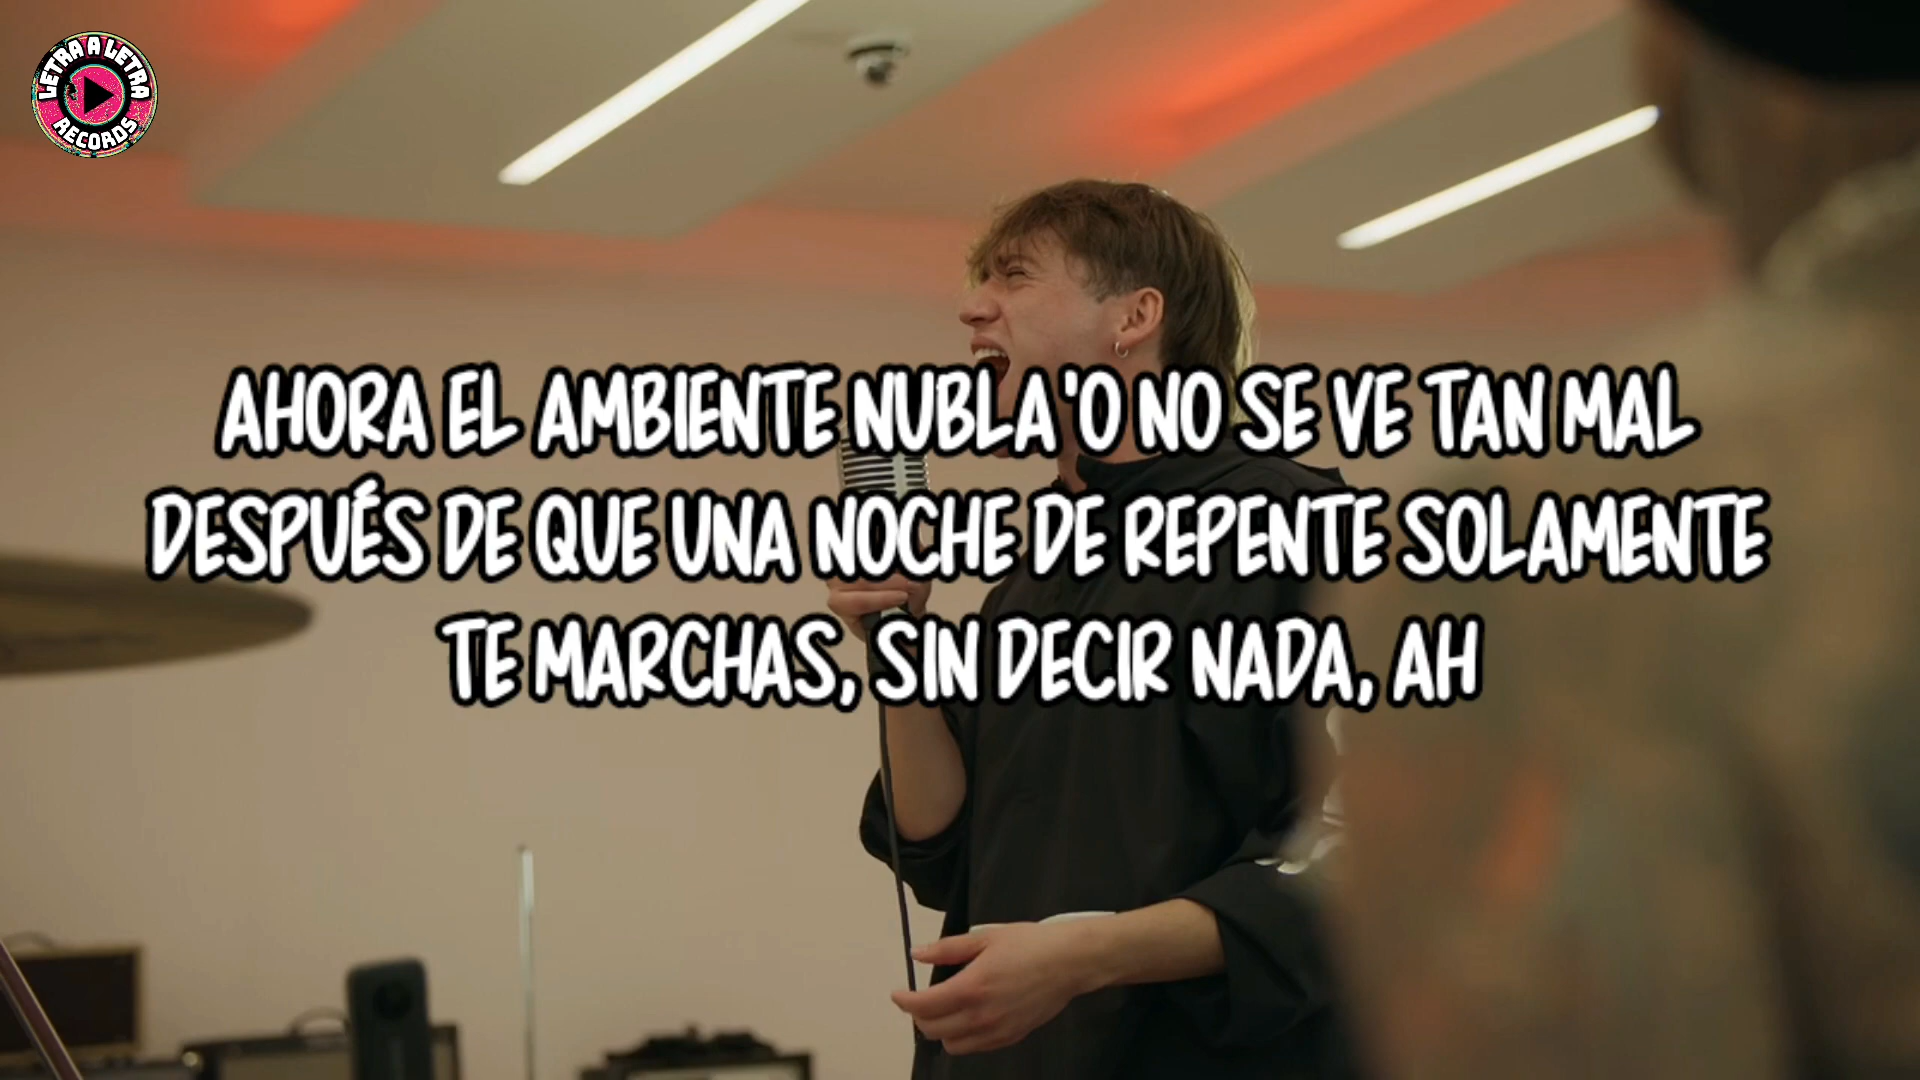 LETRA A LETRA
RECORDS
AHORA EL AMBIENTE NUBLA'O NO SE VE TAN MAL
DESPUÉS DE QUE UNA NOCHE DE REPENTE SOLAMENTE
TE MARCHAS, SIN DECIR NADA, AH